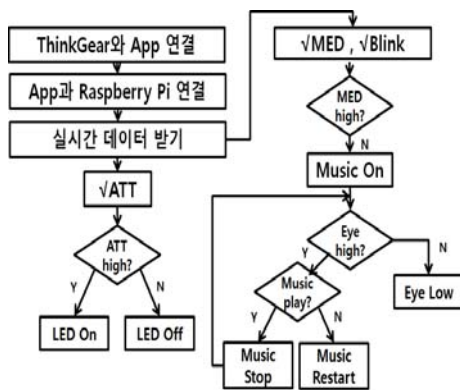 ThinkGear와 App 연결
App과 Raspberry Pi 연결
실시간 데이터 받기
√ATT
ATT
high?
Y
N
LED On
LED Off
√MED , √Blink
MED
high?
N
Music On
Eye
high?
Y
N
Music
play?
Eye Low
Y
N
Music
Stop
Music
Restart